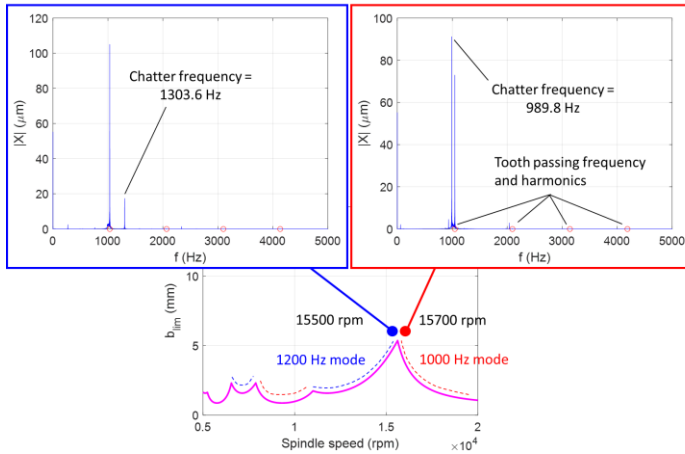 120
100
80
60
40
20
0
|X| (μm)
Chatter frequency =
1303.6 Hz
0 1000 2000 3000 4000 5000
f (Hz)
100
80
60
40
20
0
|X| (μm)
Chatter frequency =
989.8 Hz
Tooth passing frequency
and harmonics
0 1000 2000 3000 4000 5000
f (Hz)
10
5
0
b_lim (mm)
15500 rpm
15700 rpm
1200 Hz mode
1000 Hz mode
0.5 1 1.5 2
Spindle speed (rpm) ×10⁴